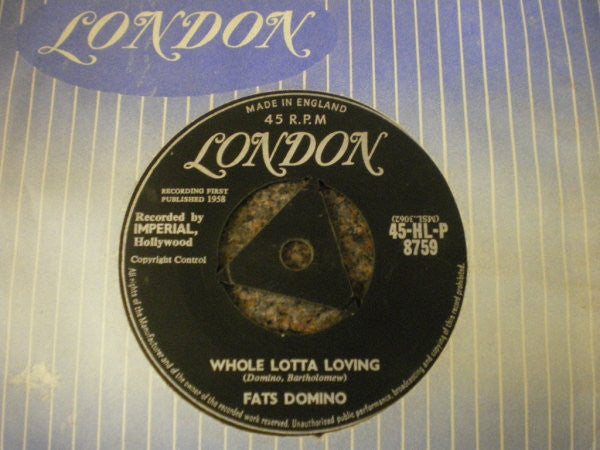 LONDON
MADE IN ENGLAND
45 R.P.M
LONDON
RECORDING FIRST
PUBLISHED 1958
Recorded by
IMPERIAL,
Hollywood
Copyright Control
(MSL.3062)
45-HL-P
8759
WHOLE LOTTA LOVING
(Domino, Bartholomew)
FATS DOMINO
All rights of the Manufacturer and of the owner of the recorded work reserved. Unauthorised public performance, broadcasting and copying of this record prohibited.